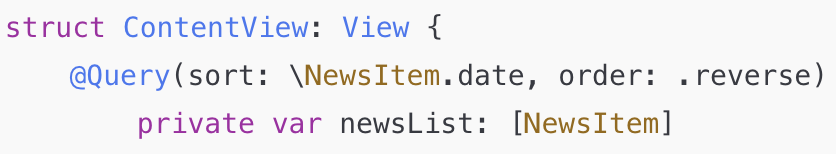 struct ContentView: View {
    @Query(sort: \NewsItem.date, order: .reverse)
        private var newsList: [NewsItem]